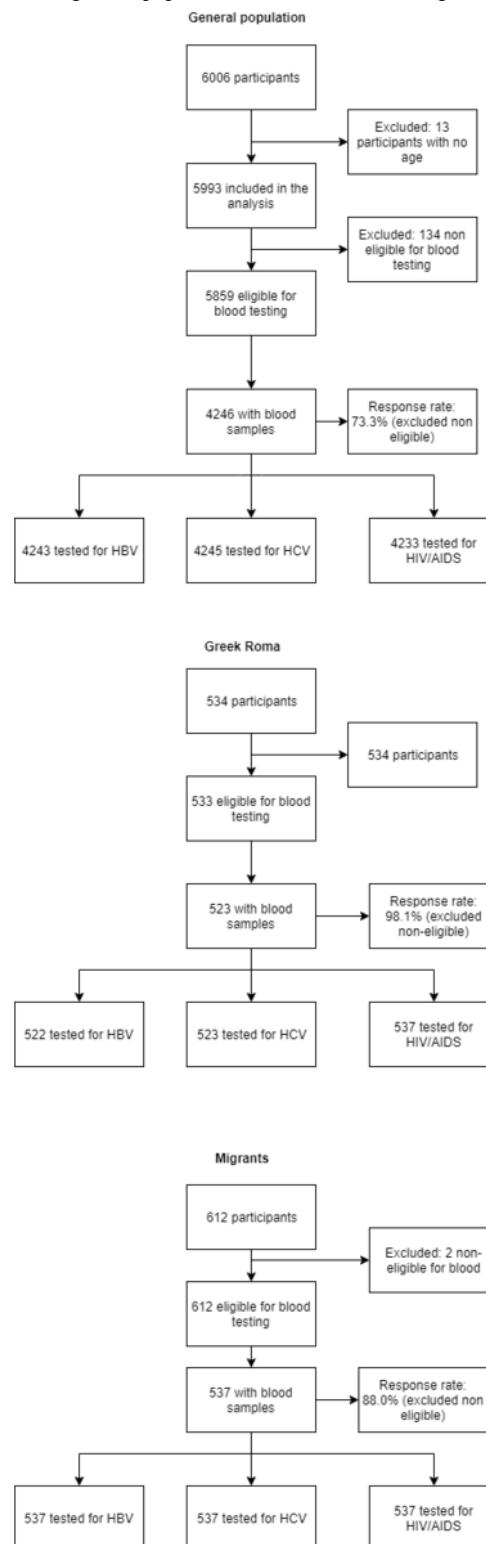 General population
6006 participants
Excluded: 13
participants with no
age
5993 included in the
analysis
Excluded: 134 non
eligible for blood
testing
5859 eligible for
blood testing
4246 with blood
samples
Response rate:
73.3% (excluded non
eligible)
4243 tested for HBV
4245 tested for HCV
4233 tested for
HIV/AIDS
Greek Roma
534 participants
534 participants
533 eligible for blood
testing
523 with blood
samples
Response rate:
98.1% (excluded
non-eligible)
522 tested for HBV
523 tested for HCV
537 tested for
HIV/AIDS
Migrants
612 participants
Excluded: 2 non-
eligible for blood
612 eligible for blood
testing
537 with blood
samples
Response rate:
88.0% (excluded non
eligible)
537 tested for HBV
537 tested for HCV
537 tested for
HIV/AIDS